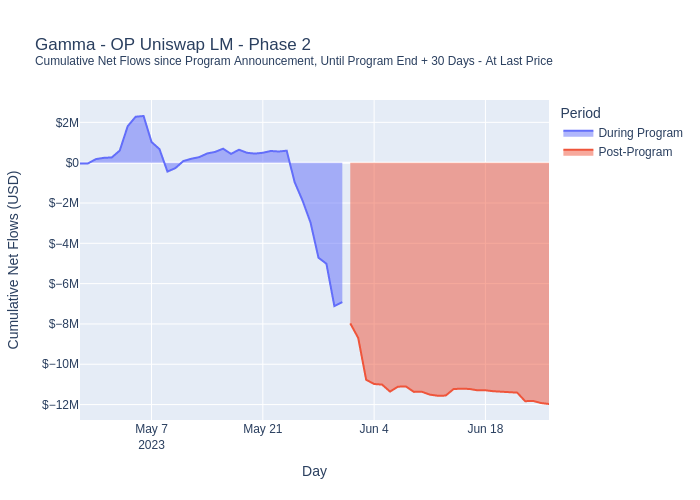 Gamma - OP Uniswap LM - Phase 2
Cumulative Net Flows since Program Announcement, Until Program End + 30 Days - At Last Price
Period
During Program
Post-Program
Cumulative Net Flows (USD)
$2M
$0
$−2M
$−4M
$−6M
$−8M
$−10M
$−12M
May 7
2023
May 21
Jun 4
Jun 18
Day